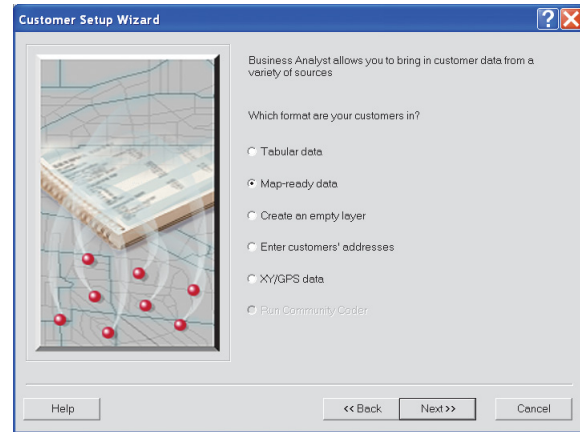 Customer Setup Wizard
Business Analyst allows you to bring in customer data from a
variety of sources
Which format are your customers in?
Tabular data
Map-ready data
Create an empty layer
Enter customers' addresses
XY/GPS data
Run Community Coder
Help
<< Back
Next >>
Cancel